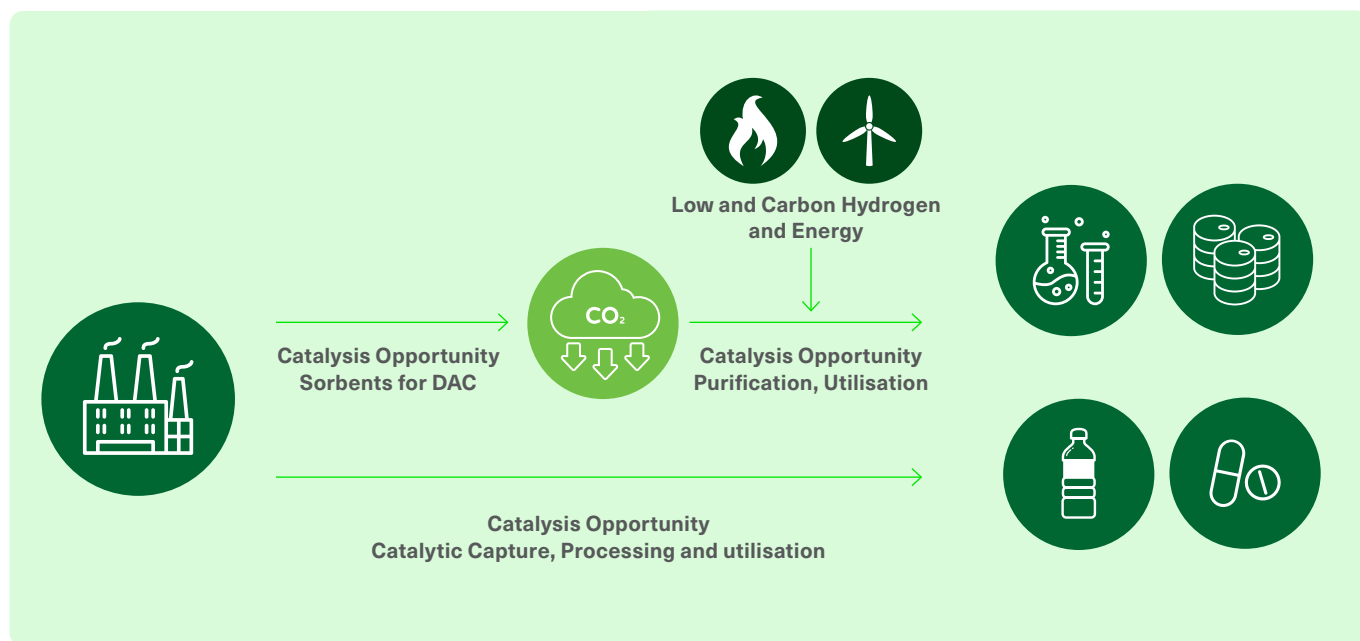 Low and Carbon Hydrogen
and Energy
CO₂
Catalysis Opportunity
Sorbents for DAC
Catalysis Opportunity
Purification, Utilisation
Catalysis Opportunity
Catalytic Capture, Processing and utilisation